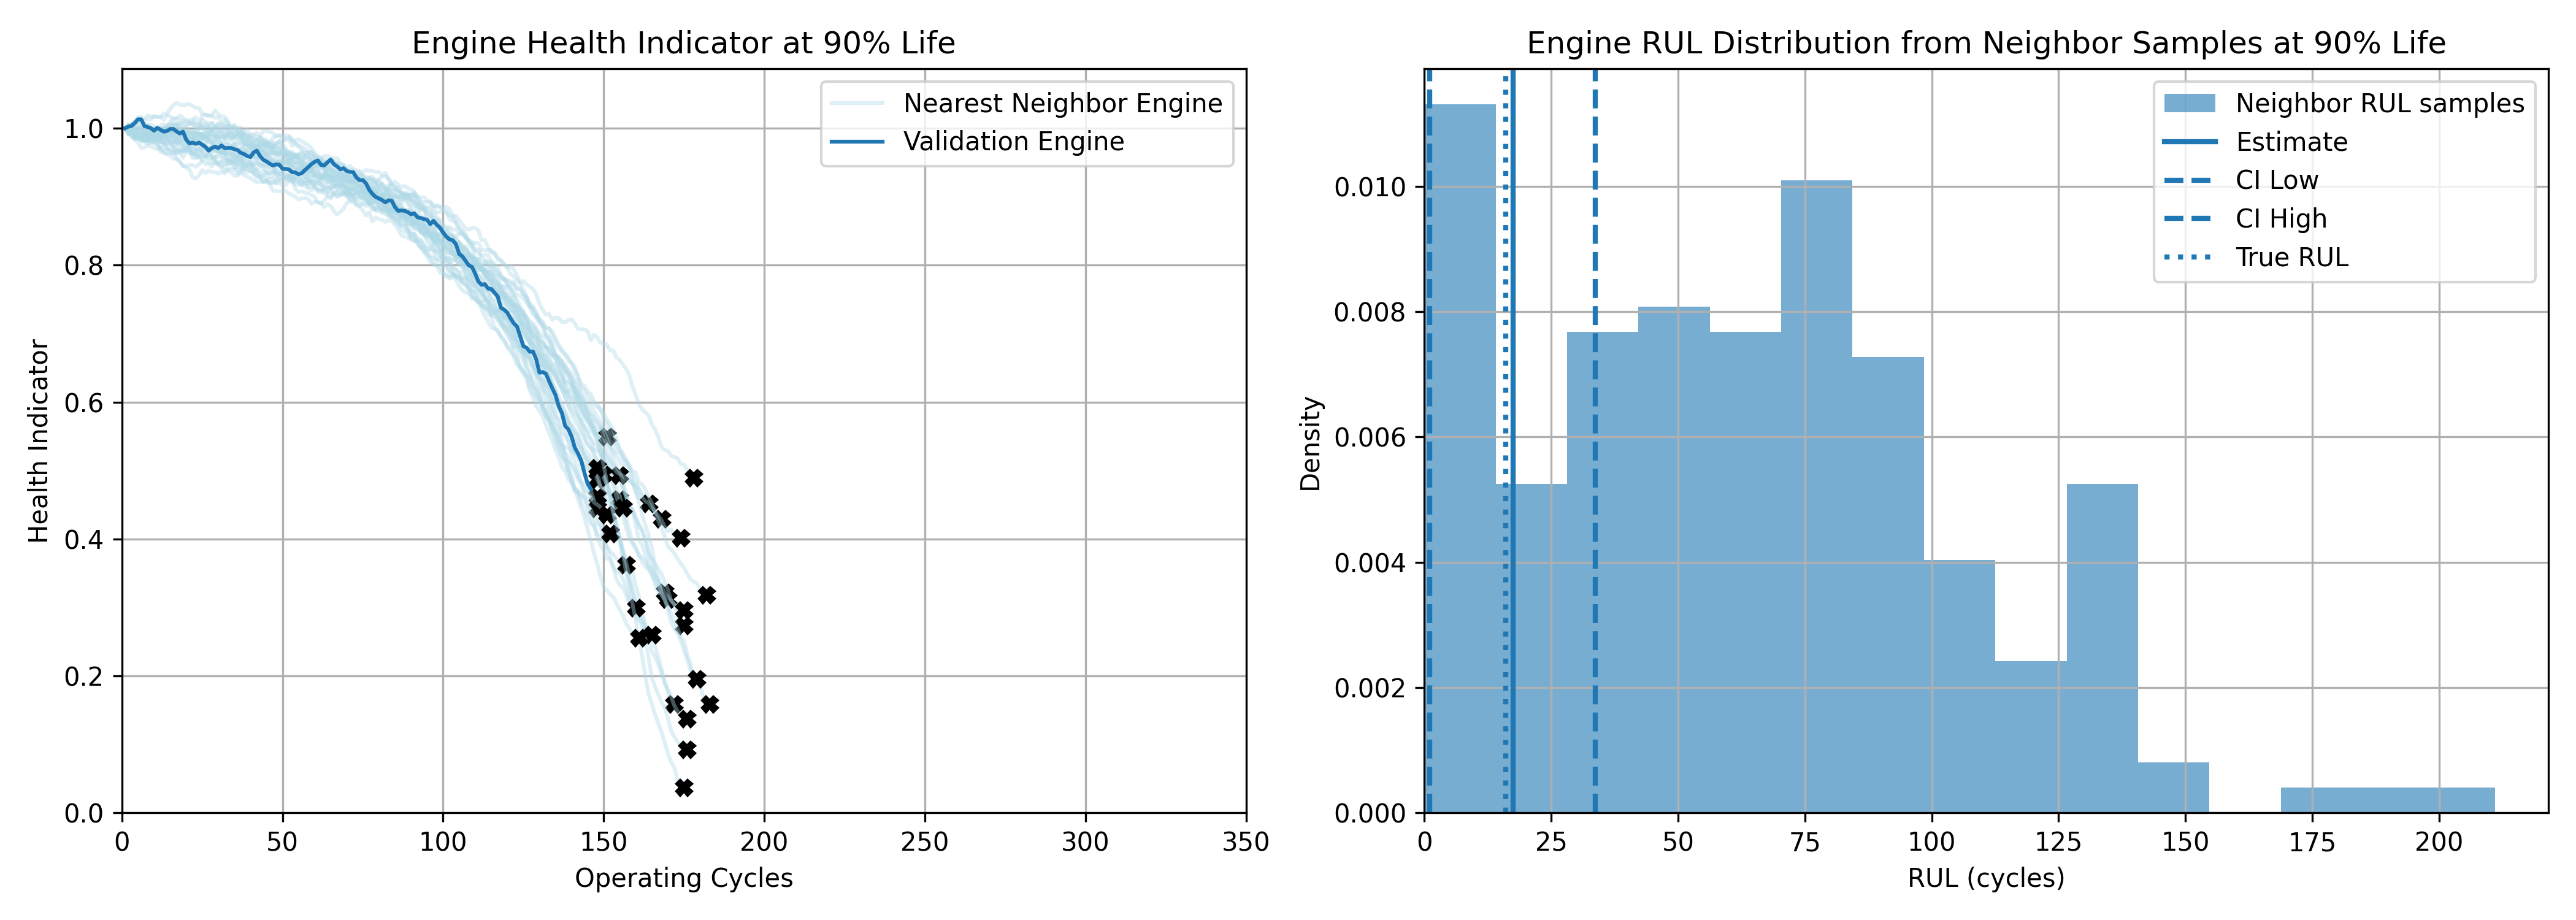 Engine Health Indicator at 90% Life
Nearest Neighbor Engine
Validation Engine
Health Indicator
1.0
0.8
0.6
0.4
0.2
0.0
0 50 100 150 200 250 300 350
Operating Cycles
Engine RUL Distribution from Neighbor Samples at 90% Life
Neighbor RUL samples
Estimate
CI Low
CI High
True RUL
Density
0.010
0.008
0.006
0.004
0.002
0.000
0 25 50 75 100 125 150 175 200
RUL (cycles)